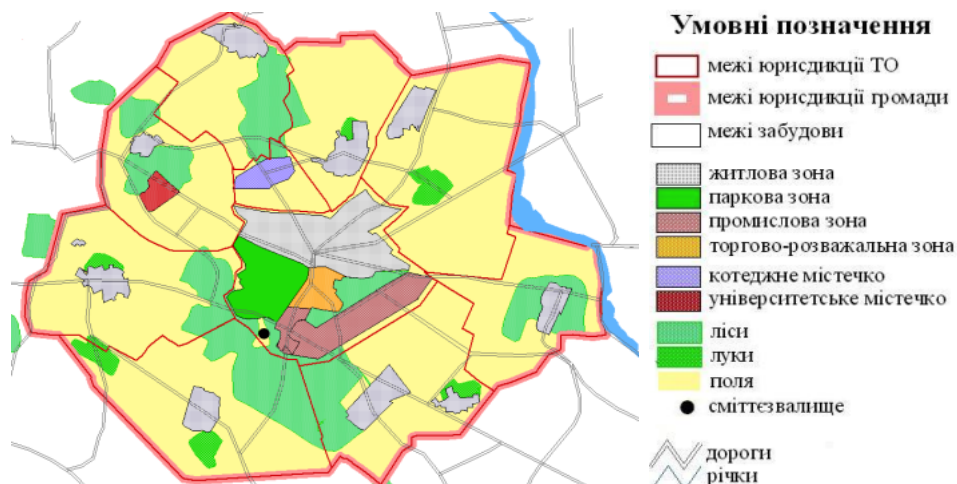 Умовні позначення
межі юрисдикції ТО
межі юрисдикції громади
межі забудови
житлова зона
паркова зона
промислова зона
торгово-розважальна зона
котеджне містечко
університетське містечко
ліси
луки
поля
сміттєзвалище
дороги
річки